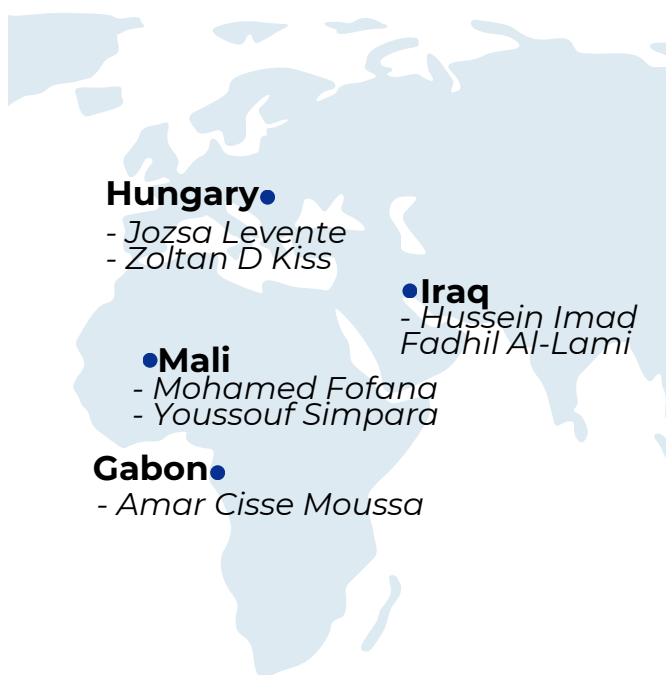 Hungary
- Jozsa Levente
- Zoltan D Kiss
Iraq
- Hussein Imad
Fadhil Al-Lami
Mali
- Mohamed Fofana
- Youssouf Simpara
Gabon
- Amar Cisse Moussa